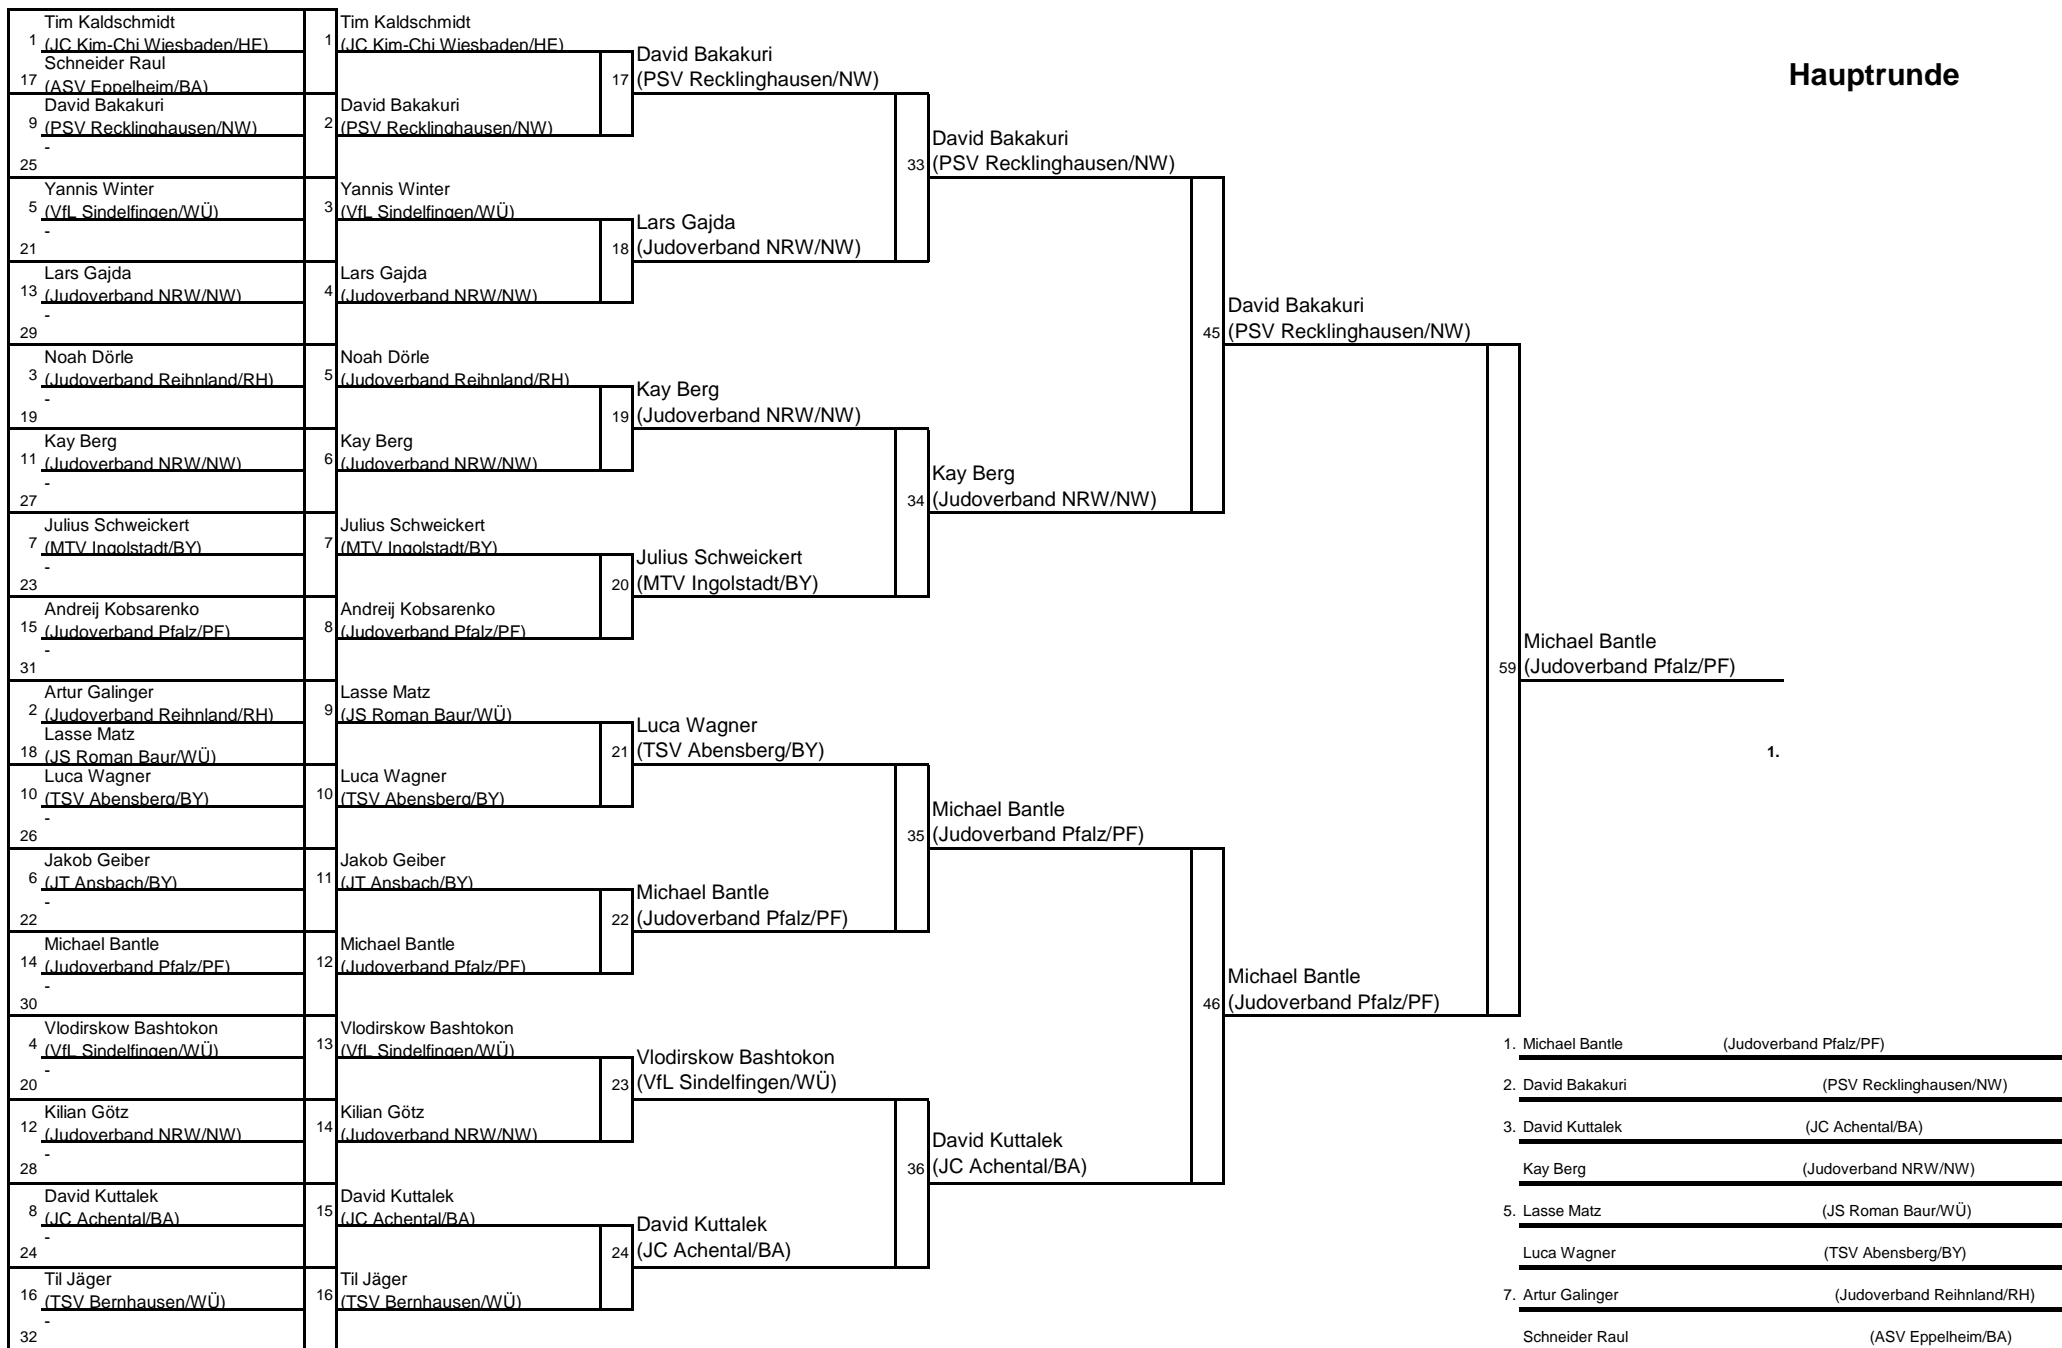 Hauptrunde
1 Tim Kaldschmidt
(JC Kim-Chi Wiesbaden/HE)
17 Schneider Raul
(ASV Eppelheim/BA)
9 David Bakakuri
(PSV Recklinghausen/NW)
25 -
5 Yannis Winter
(VfL Sindelfingen/WÜ)
21 -
13 Lars Gajda
(Judoverband NRW/NW)
29 -
3 Noah Dörle
(Judoverband Reihnland/RH)
19 -
11 Kay Berg
(Judoverband NRW/NW)
27 -
7 Julius Schweickert
(MTV Ingolstadt/BY)
23 -
15 Andreij Kobsarenko
(Judoverband Pfalz/PF)
31 -
2 Artur Galinger
(Judoverband Reihnland/RH)
18 Lasse Matz
(JS Roman Baur/WÜ)
10 Luca Wagner
(TSV Abensberg/BY)
26 -
6 Jakob Geiber
(JT Ansbach/BY)
22 -
14 Michael Bantle
(Judoverband Pfalz/PF)
30 -
4 Vlodirskow Bashtokon
(VfL Sindelfingen/WÜ)
20 -
12 Kilian Götz
(Judoverband NRW/NW)
28 -
8 David Kuttalek
(JC Achental/BA)
24 -
16 Til Jäger
(TSV Bernhausen/WÜ)
32 -
1 Tim Kaldschmidt
(JC Kim-Chi Wiesbaden/HE)
2 David Bakakuri
(PSV Recklinghausen/NW)
3 Yannis Winter
(VfL Sindelfingen/WÜ)
4 Lars Gajda
(Judoverband NRW/NW)
5 Noah Dörle
(Judoverband Reihnland/RH)
6 Kay Berg
(Judoverband NRW/NW)
7 Julius Schweickert
(MTV Ingolstadt/BY)
8 Andreij Kobsarenko
(Judoverband Pfalz/PF)
9 Lasse Matz
(JS Roman Baur/WÜ)
10 Luca Wagner
(TSV Abensberg/BY)
11 Jakob Geiber
(JT Ansbach/BY)
12 Michael Bantle
(Judoverband Pfalz/PF)
13 Vlodirskow Bashtokon
(VfL Sindelfingen/WÜ)
14 Kilian Götz
(Judoverband NRW/NW)
15 David Kuttalek
(JC Achental/BA)
16 Til Jäger
(TSV Bernhausen/WÜ)
David Bakakuri
17 (PSV Recklinghausen/NW)
Lars Gajda
18 (Judoverband NRW/NW)
Kay Berg
19 (Judoverband NRW/NW)
Julius Schweickert
20 (MTV Ingolstadt/BY)
Luca Wagner
21 (TSV Abensberg/BY)
Michael Bantle
22 (Judoverband Pfalz/PF)
Vlodirskow Bashtokon
23 (VfL Sindelfingen/WÜ)
David Kuttalek
24 (JC Achental/BA)
David Bakakuri
33 (PSV Recklinghausen/NW)
Kay Berg
34 (Judoverband NRW/NW)
Michael Bantle
35 (Judoverband Pfalz/PF)
David Kuttalek
36 (JC Achental/BA)
David Bakakuri
45 (PSV Recklinghausen/NW)
Michael Bantle
46 (Judoverband Pfalz/PF)
Michael Bantle
59 (Judoverband Pfalz/PF)
1.
1. Michael Bantle (Judoverband Pfalz/PF)
2. David Bakakuri (PSV Recklinghausen/NW)
3. David Kuttalek (JC Achental/BA)
Kay Berg (Judoverband NRW/NW)
5. Lasse Matz (JS Roman Baur/WÜ)
Luca Wagner (TSV Abensberg/BY)
7. Artur Galinger (Judoverband Reihnland/RH)
Schneider Raul (ASV Eppelheim/BA)